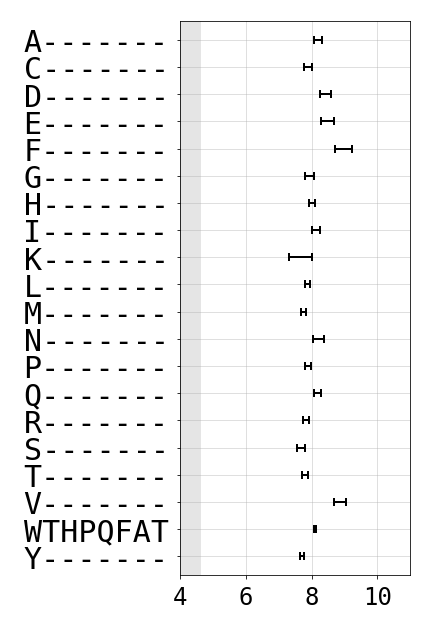 A-------
C-------
D-------
E-------
F-------
G-------
H-------
I-------
K-------
L-------
M-------
N-------
P-------
Q-------
R-------
S-------
T-------
V-------
WTHPQFAT
Y-------
4 6 8 10